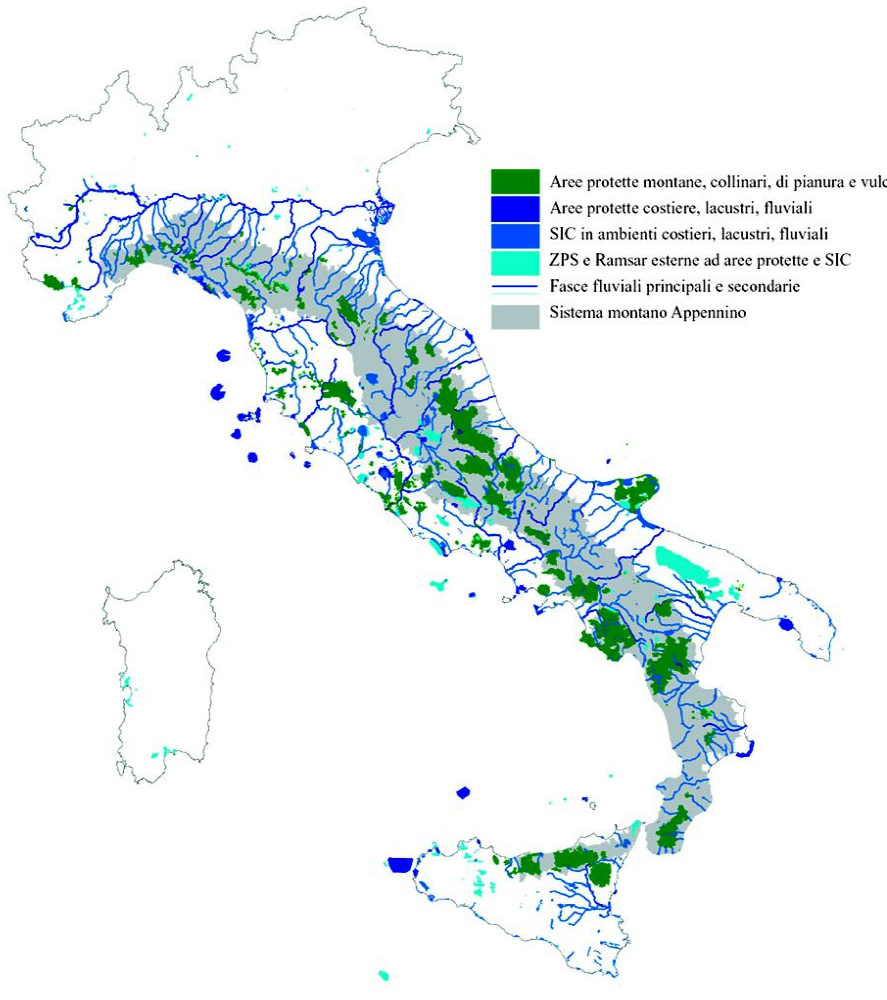 Aree protette montane, collinari, di pianura e vulc
Aree protette costiere, lacustri, fluviali
SIC in ambienti costieri, lacustri, fluviali
ZPS e Ramsar esterne ad aree protette e SIC
Fasce fluviali principali e secondarie
Sistema montano Appennino